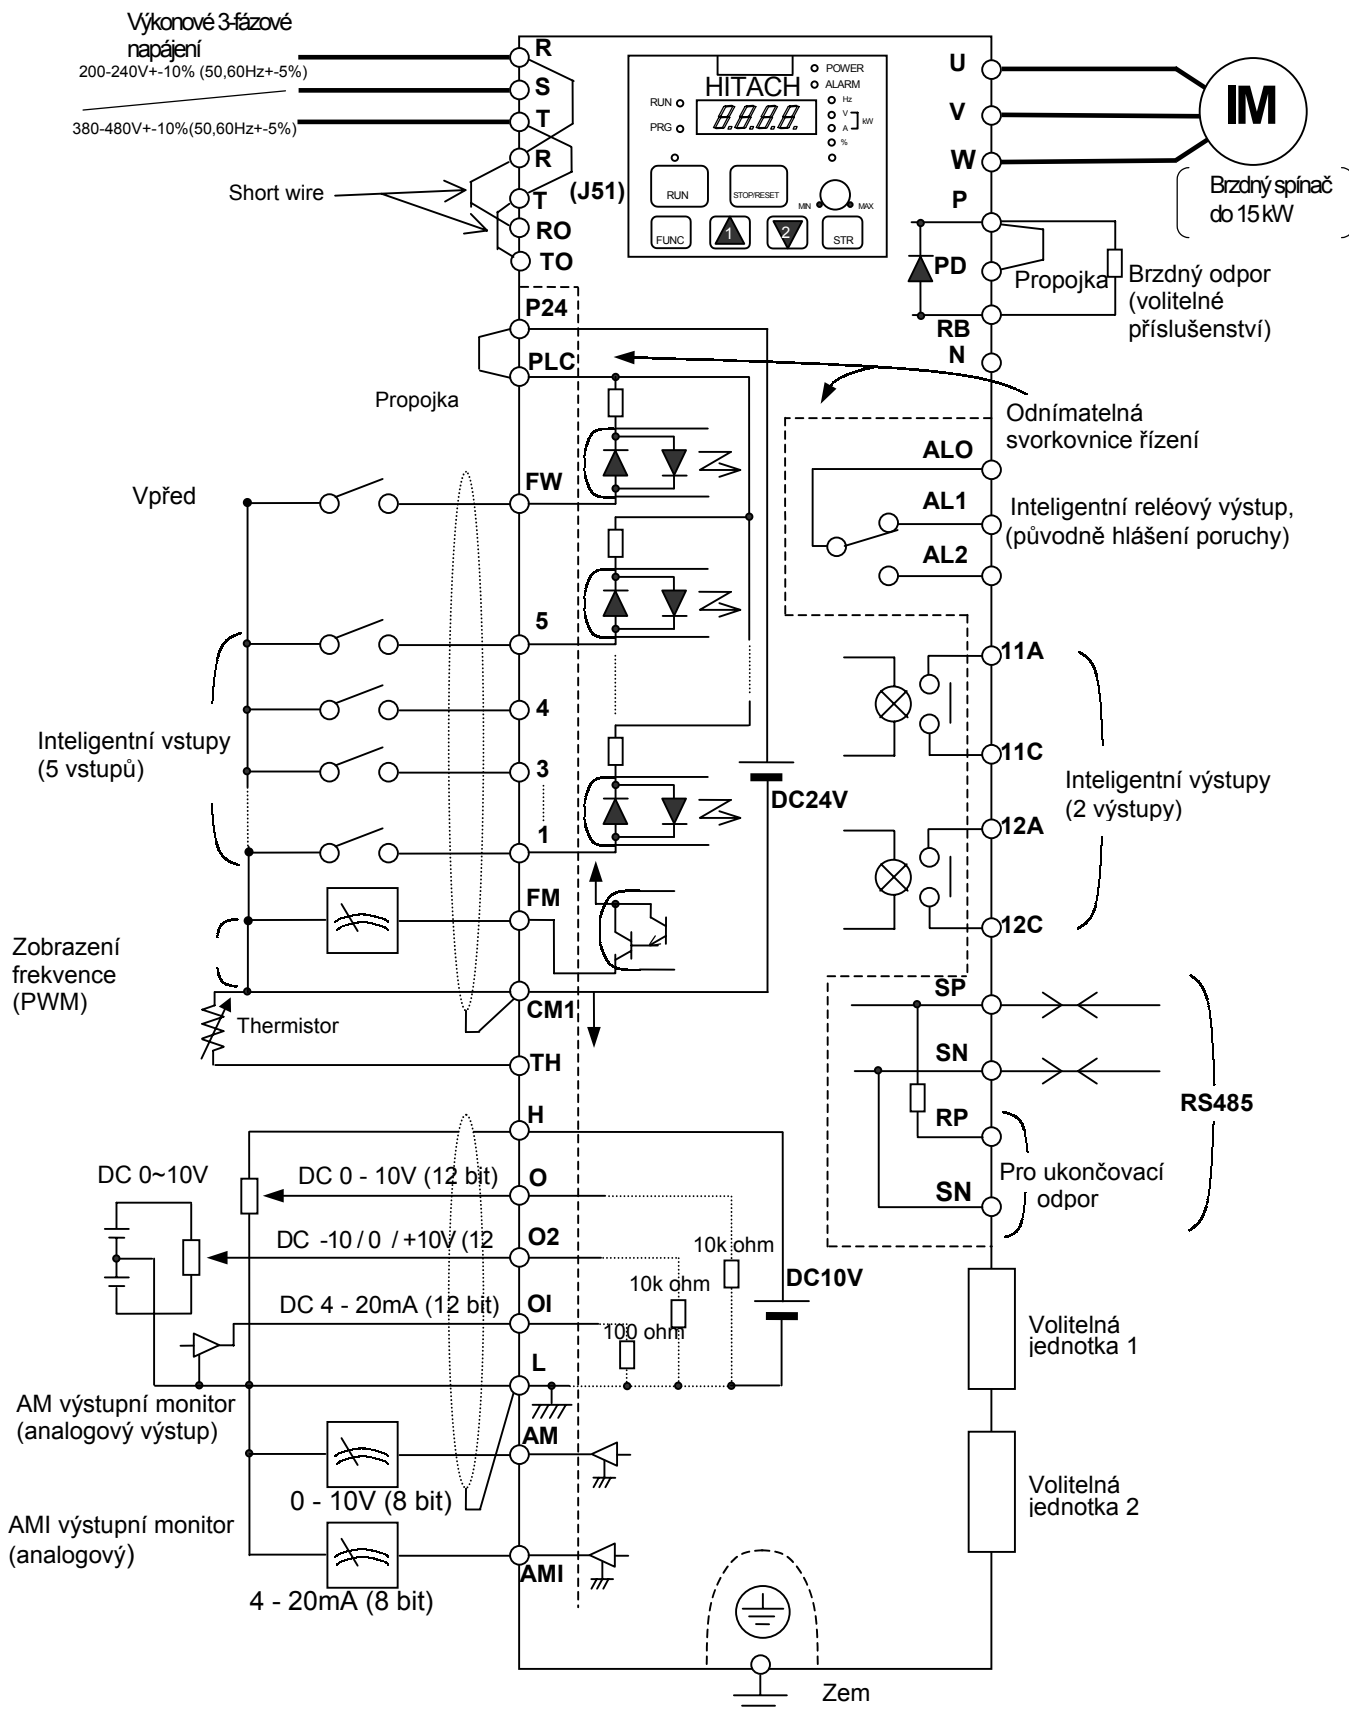 Výkonové 3-fázové
napájení
200-240V+-10% (50,60Hz+-5%)
380-480V+-10%(50,60Hz+-5%)
Short wire
R
S
T
R
T
(J51)
RO
TO
HITACH
POWER
ALARM
RUN
PRG
8.8.8.8.
Hz
V
A
kW
%
RUN
STOP/RESET
MIN
MAX
FUNC
1
2
STR
U
V
W
IM
P
PD
RB
N
Brzdný spínač
do 15 kW
Propojka
Brzdný odpor
(volitelné
příslušenství)
P24
PLC
Propojka
Odnímatelná
svorkovnice řízení
Vpřed
FW
5
4
3
1
Inteligentní vstupy
(5 vstupů)
DC24V
ALO
AL1
AL2
Inteligentní reléový výstup,
(původně hlášení poruchy)
11A
11C
12A
12C
Inteligentní výstupy
(2 výstupy)
FM
Zobrazení
frekvence
(PWM)
CM1
Thermistor
TH
SP
SN
RP
SN
RS485
Pro ukončovací
odpor
H
DC 0~10V
DC 0 - 10V (12 bit)
O
DC -10 / 0 / +10V (12
O2
DC 4 - 20mA (12 bit)
OI
L
10k ohm
10k ohm
100 ohm
DC10V
Volitelná
jednotka 1
Volitelná
jednotka 2
AM výstupní monitor
(analogový výstup)
AM
0 - 10V (8 bit)
AMI výstupní monitor
(analogový)
AMI
4 - 20mA (8 bit)
Zem